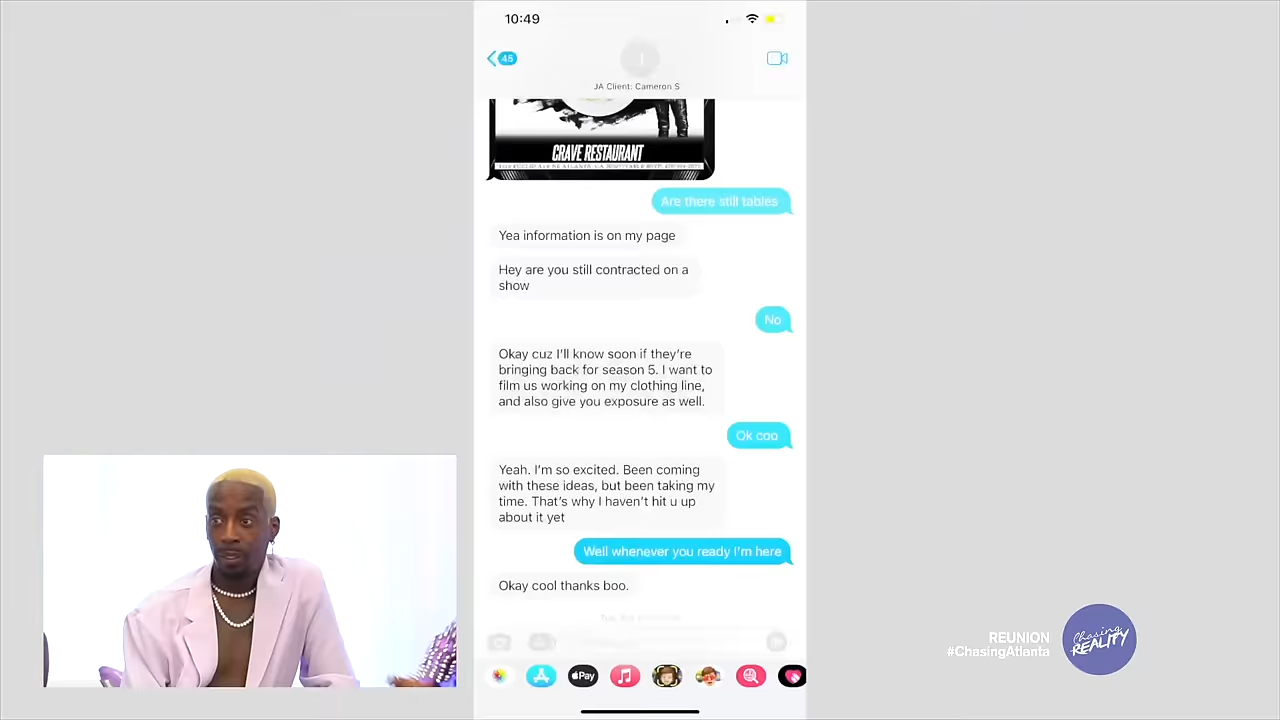 10:49
45
JA Client: Cameron S
CRAVE RESTAURANT
Are there still tables
Yea information is on my page
Hey are you still contracted on a
show
No
Okay cuz I'll know soon if they're
bringing back for season 5. I want to
film us working on my clothing line,
and also give you exposure as well.
Ok coo
Yeah. I'm so excited. Been coming
with these ideas, but been taking my
time. That's why I haven't hit u up
about it yet
Well whenever you ready I'm here
Okay cool thanks boo.
Pay
REUNION
#ChasingAtlanta
Chasing
REALITY